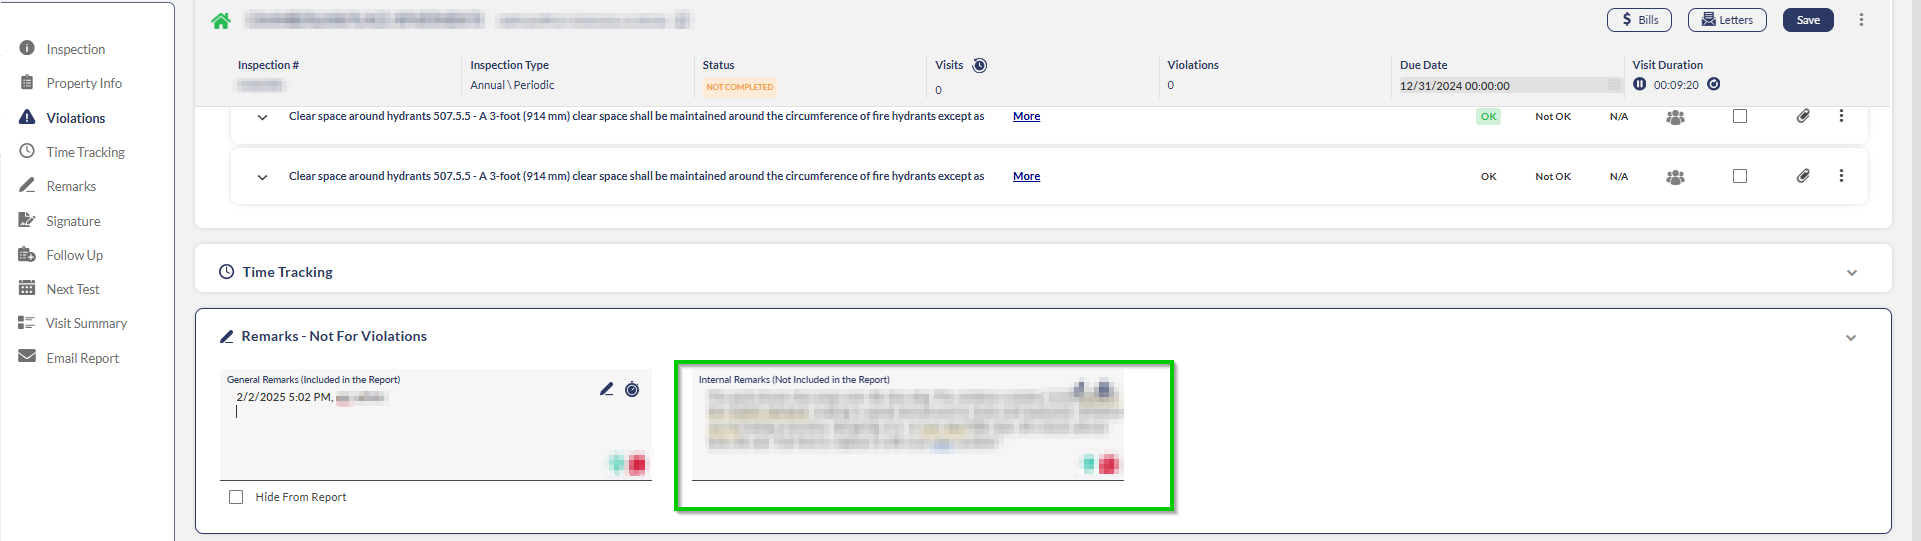 Bills
Letters
Save
Inspection
Property Info
Violations
Time Tracking
Remarks
Signature
Follow Up
Next Test
Visit Summary
Email Report
Inspection #
Inspection Type
Annual \ Periodic
Status
NOT COMPLETED
Visits
0
Violations
0
Due Date
12/31/2024 00:00:00
Visit Duration
00:09:20
Clear space around hydrants 507.5.5 - A 3-foot (914 mm) clear space shall be maintained around the circumference of fire hydrants except as More OK Not OK N/A
Clear space around hydrants 507.5.5 - A 3-foot (914 mm) clear space shall be maintained around the circumference of fire hydrants except as More OK Not OK N/A
Time Tracking
Remarks - Not For Violations
General Remarks (Included in the Report)
2/2/2025 5:02 PM,
Hide From Report
Internal Remarks (Not Included in the Report)